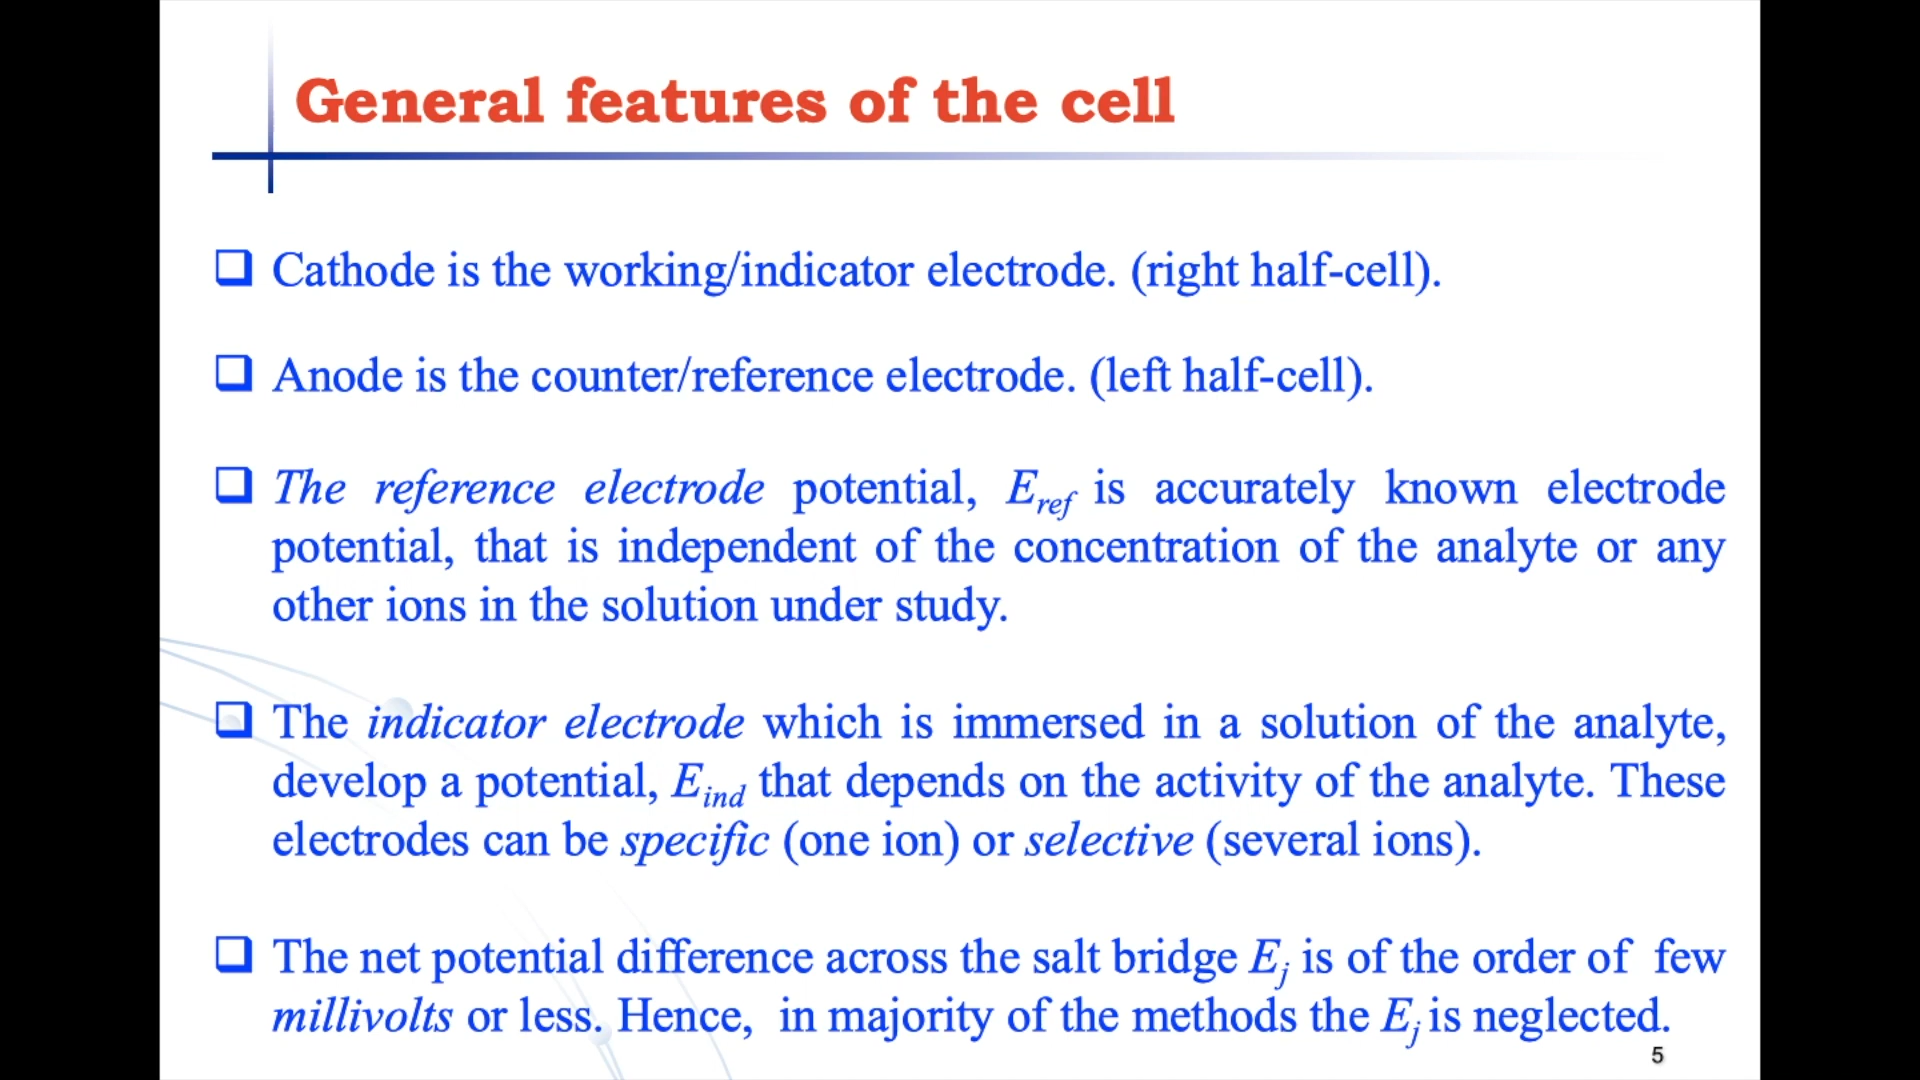 General features of the cell
❑ Cathode is the working/indicator electrode. (right half-cell).
❑ Anode is the counter/reference electrode. (left half-cell).
❑ The reference electrode potential, E_ref is accurately known electrode
potential, that is independent of the concentration of the analyte or any
other ions in the solution under study.
❑ The indicator electrode which is immersed in a solution of the analyte,
develop a potential, E_ind that depends on the activity of the analyte. These
electrodes can be specific (one ion) or selective (several ions).
❑ The net potential difference across the salt bridge E_j is of the order of few
millivolts or less. Hence, in majority of the methods the E_j is neglected.
5